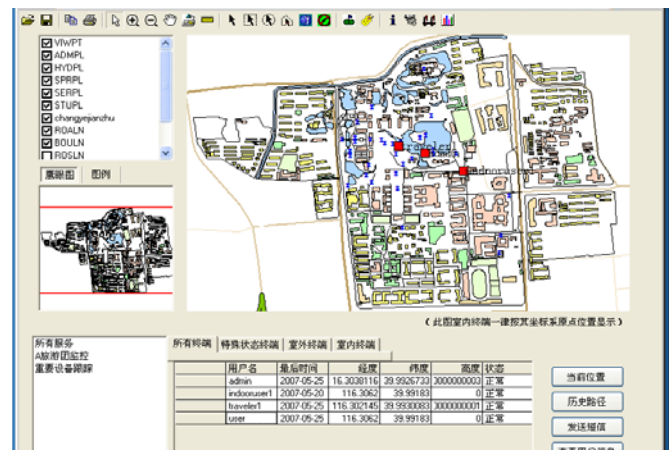 VIWPT
ADMPL
HYDPL
SPRPL
SERPL
STUPL
changyejianzhu
ROALN
BOULN
ROSLN
鹰眼图 图例
traveler1
indooruser1
(此图室内终端一律按其坐标系原点位置显示)
所有服务
A旅游团监控
重要设备跟踪
所有终端 特殊状态终端 室外终端 室内终端
用户名 最后时间 经度 纬度 高度 状态
admin 2007-05-25 16.3038116 39.9926733 3000000003 正常
indooruser1 2007-05-20 116.3062 39.99183 0 正常
traveler1 2007-05-25 116.302145 39.9930083 3000000001 正常
user 2007-05-25 116.3062 39.99183 0 正常
当前位置
历史路径
发送短信